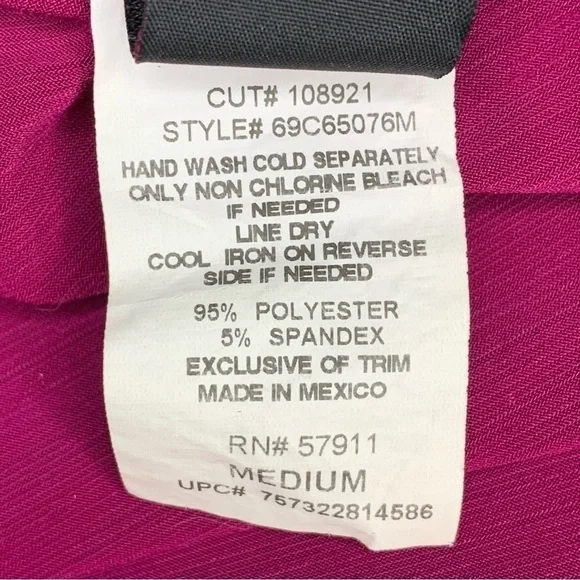 CUT# 108921
STYLE# 69C65076M
HAND WASH COLD SEPARATELY
ONLY NON CHLORINE BLEACH
IF NEEDED
LINE DRY
COOL IRON ON REVERSE
SIDE IF NEEDED
95% POLYESTER
5% SPANDEX
EXCLUSIVE OF TRIM
MADE IN MEXICO
RN# 57911
MEDIUM
UPC# 757322814586